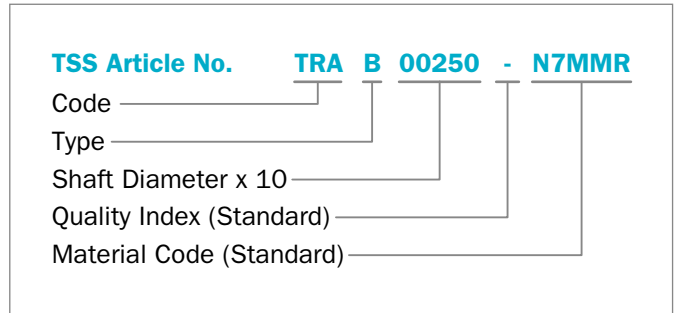 TSS Article No. TRA B 00250 - N7MMR
Code
Type
Shaft Diameter x 10
Quality Index (Standard)
Material Code (Standard)